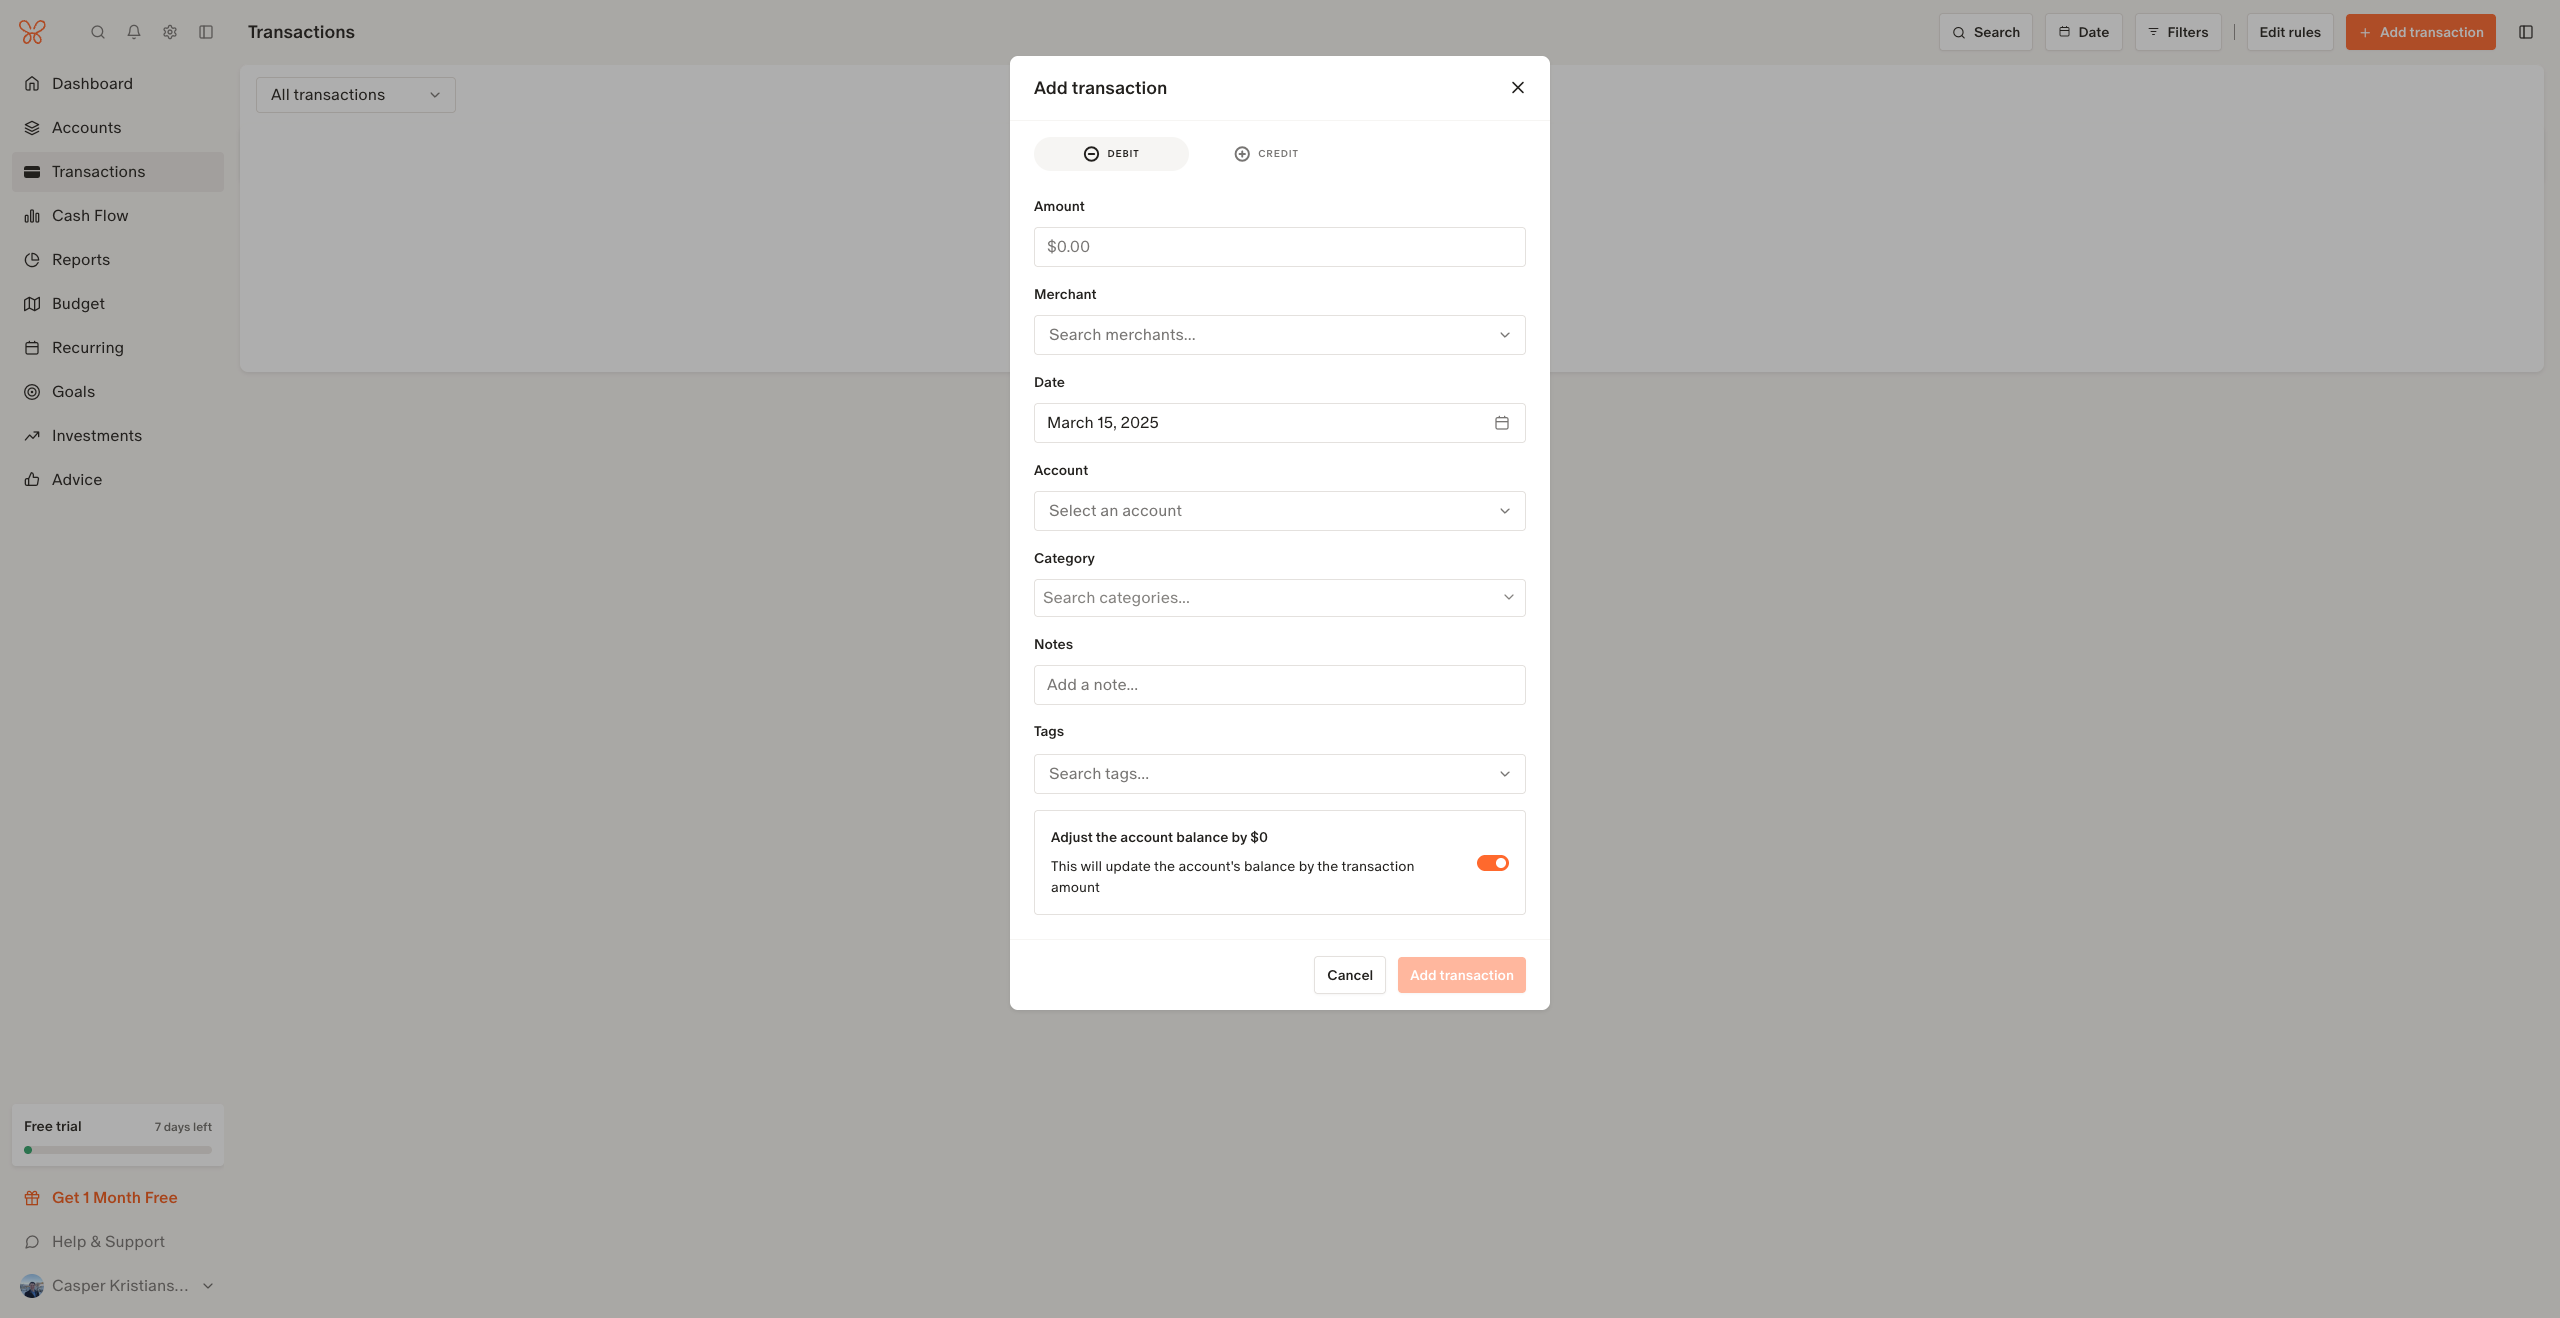 Transactions
Search
Date
Filters
Edit rules
Add transaction
Dashboard
Accounts
Transactions
Cash Flow
Reports
Budget
Recurring
Goals
Investments
Advice
All transactions
Add transaction
DEBIT
CREDIT
Amount
$0.00
Merchant
Search merchants...
Date
March 15, 2025
Account
Select an account
Category
Search categories...
Notes
Add a note...
Tags
Search tags...
Adjust the account balance by $0
This will update the account's balance by the transaction
amount
Cancel
Add transaction
Free trial
7 days left
Get 1 Month Free
Help & Support
Casper Kristians...